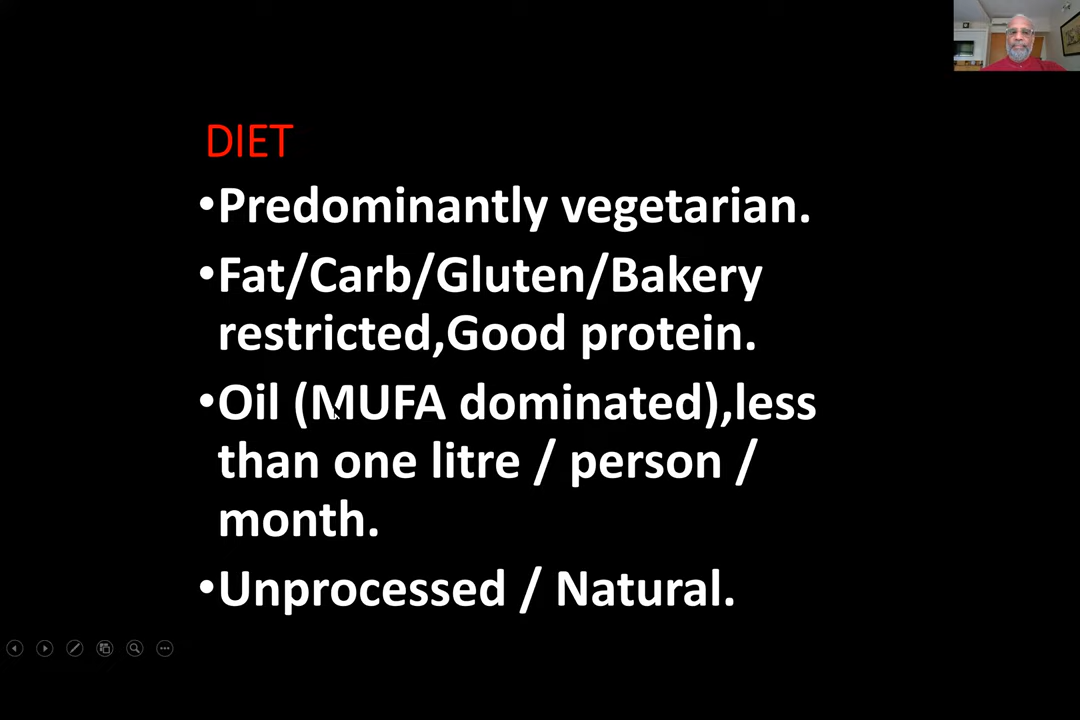 DIET
•Predominantly vegetarian.
•Fat/Carb/Gluten/Bakery
restricted,Good protein.
•Oil (MUFA dominated),less
than one litre / person /
month.
•Unprocessed / Natural.